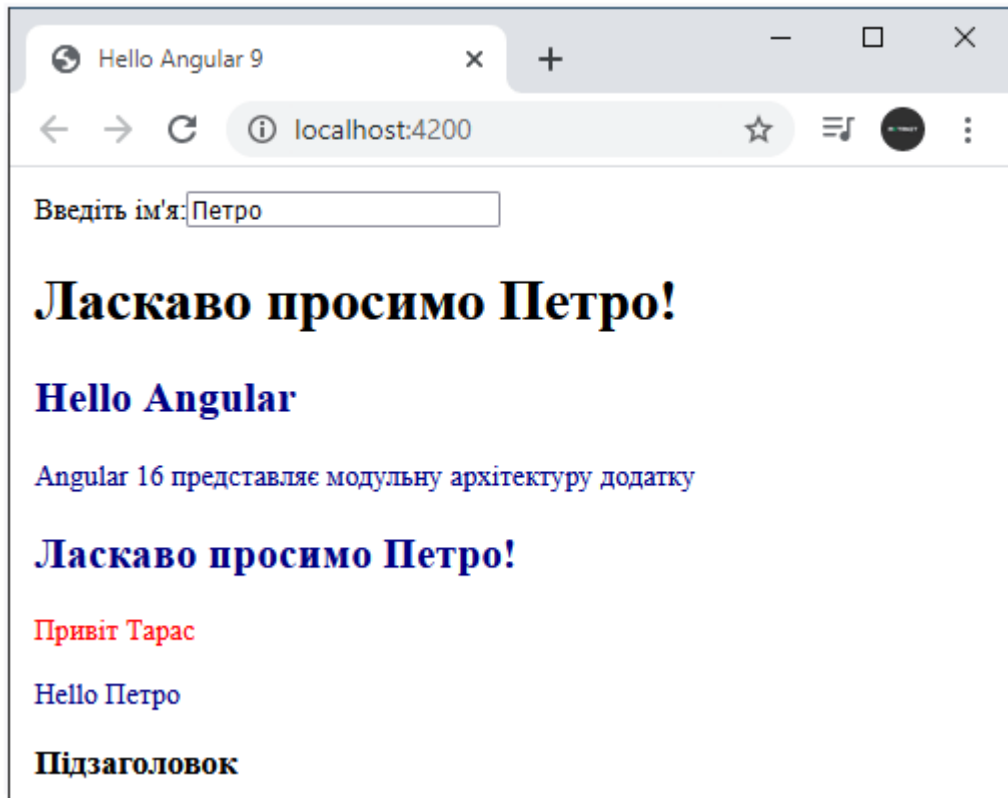 Hello Angular 9
localhost:4200
Введіть ім'я:Петро
Ласкаво просимо Петро!
Hello Angular
Angular 16 представляє модульну архітектуру додатку
Ласкаво просимо Петро!
Привіт Тарас
Hello Петро
Підзаголовок